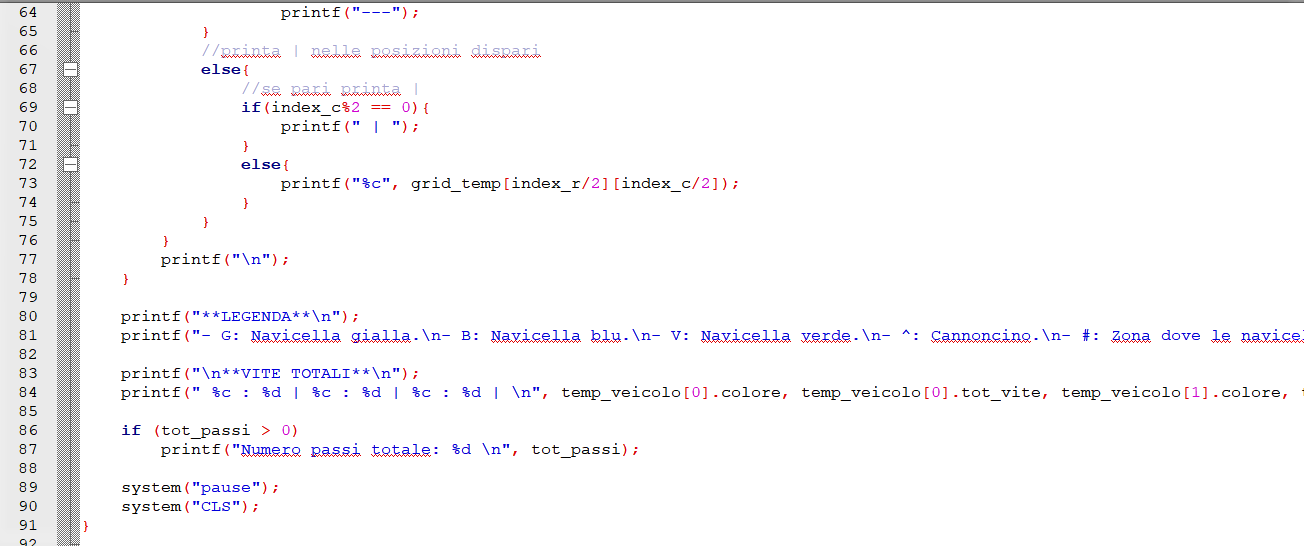 64 printf("---");
65 }
66 //printa | nelle posizioni dispari
67 else{
68 //se pari printa |
69 if(index_c%2 == 0){
70 printf(" | ");
71 }
72 else{
73 printf("%c", grid_temp[index_r/2][index_c/2]);
74 }
75 }
76 }
77 printf("\n");
78 }
79
80 printf("**LEGENDA**\n");
81 printf("- G: Navicella gialla.\n- B: Navicella blu.\n- V: Navicella verde.\n- ^: Cannoncino.\n- #: Zona dove le navicel
82
83 printf("\n**VITE TOTALI**\n");
84 printf(" %c : %d | %c : %d | %c : %d | \n", temp_veicolo[0].colore, temp_veicolo[0].tot_vite, temp_veicolo[1].colore,
85
86 if (tot_passi > 0)
87 printf("Numero passi totale: %d \n", tot_passi);
88
89 system("pause");
90 system("CLS");
91 }
92